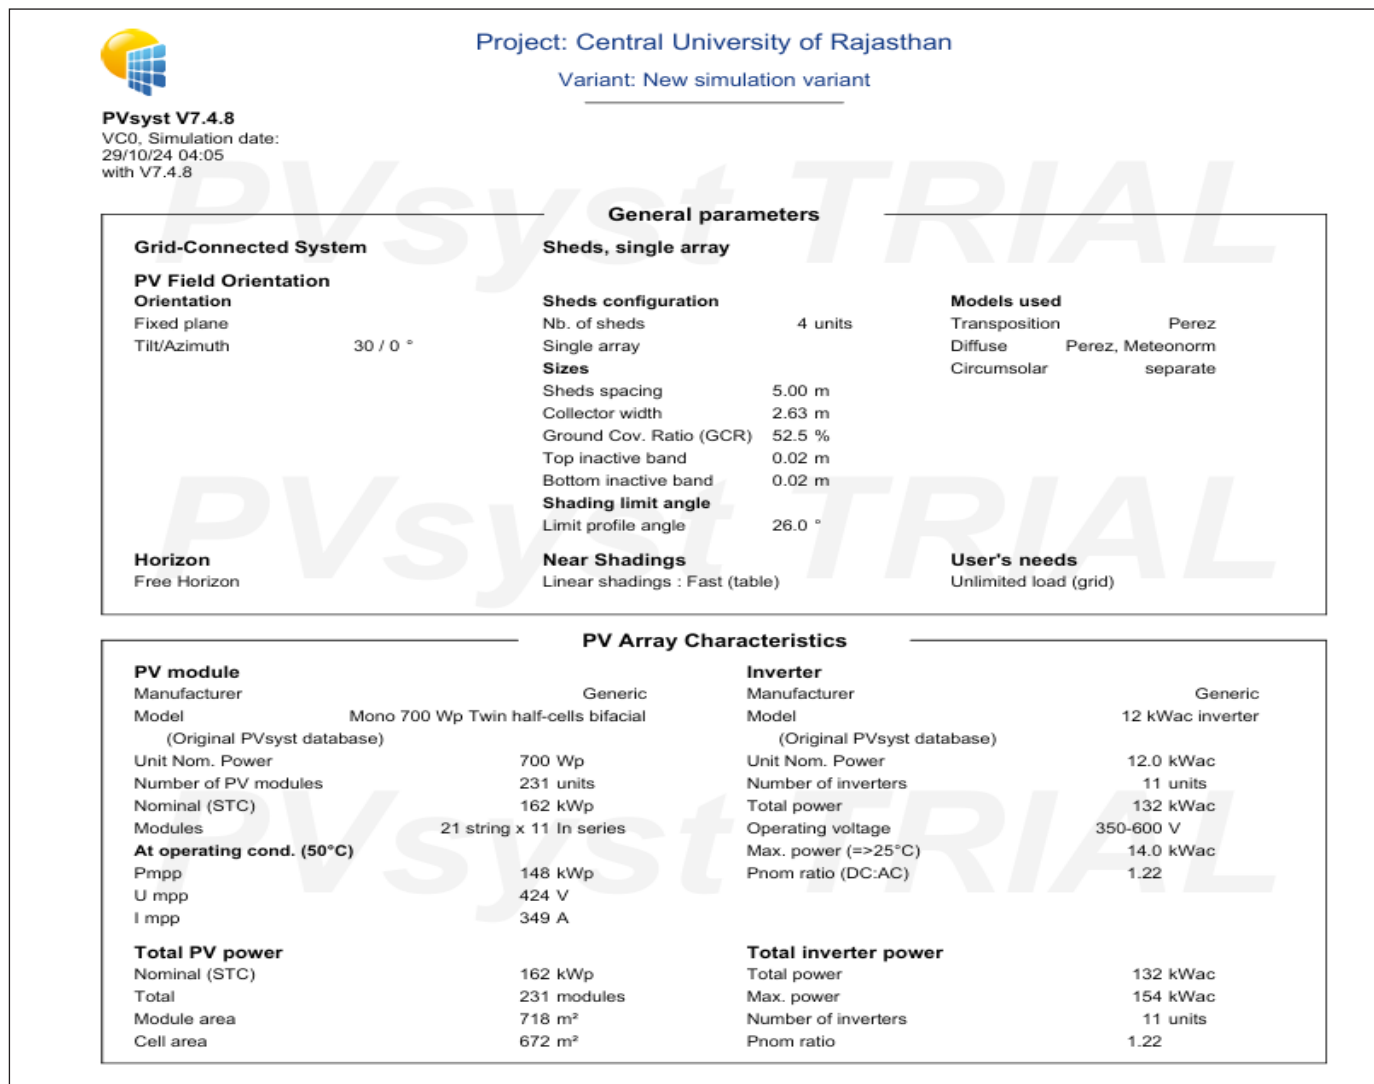 Project: Central University of Rajasthan
Variant: New simulation variant
PVsyst V7.4.8
VC0, Simulation date:
29/10/24 04:05
with V7.4.8
PVsyst TRIAL
General parameters
Grid-Connected System Sheds, single array
PV Field Orientation
Orientation Sheds configuration Models used
Fixed plane Nb. of sheds 4 units Transposition Perez
Tilt/Azimuth 30 / 0 ° Single array Diffuse Perez, Meteonorm
Sizes Circumsolar separate
Sheds spacing 5.00 m
Collector width 2.63 m
Ground Cov. Ratio (GCR) 52.5 %
Top inactive band 0.02 m
Bottom inactive band 0.02 m
PVsyst TRIAL
Shading limit angle
Limit profile angle 26.0 °
Horizon Near Shadings User's needs
Free Horizon Linear shadings : Fast (table) Unlimited load (grid)
PV Array Characteristics
PV module Inverter
Manufacturer Generic Manufacturer Generic
Model Mono 700 Wp Twin half-cells bifacial Model 12 kWac inverter
(Original PVsyst database) (Original PVsyst database)
Unit Nom. Power 700 Wp Unit Nom. Power 12.0 kWac
Number of PV modules 231 units Number of inverters 11 units
Nominal (STC) 162 kWp Total power 132 kWac
Modules 21 string x 11 In series Operating voltage 350-600 V
PVsyst TRIAL
At operating cond. (50°C) Max. power (=>25°C) 14.0 kWac
Pmpp 148 kWp Pnom ratio (DC:AC) 1.22
U mpp 424 V
I mpp 349 A
Total PV power Total inverter power
Nominal (STC) 162 kWp Total power 132 kWac
Total 231 modules Max. power 154 kWac
Module area 718 m² Number of inverters 11 units
Cell area 672 m² Pnom ratio 1.22